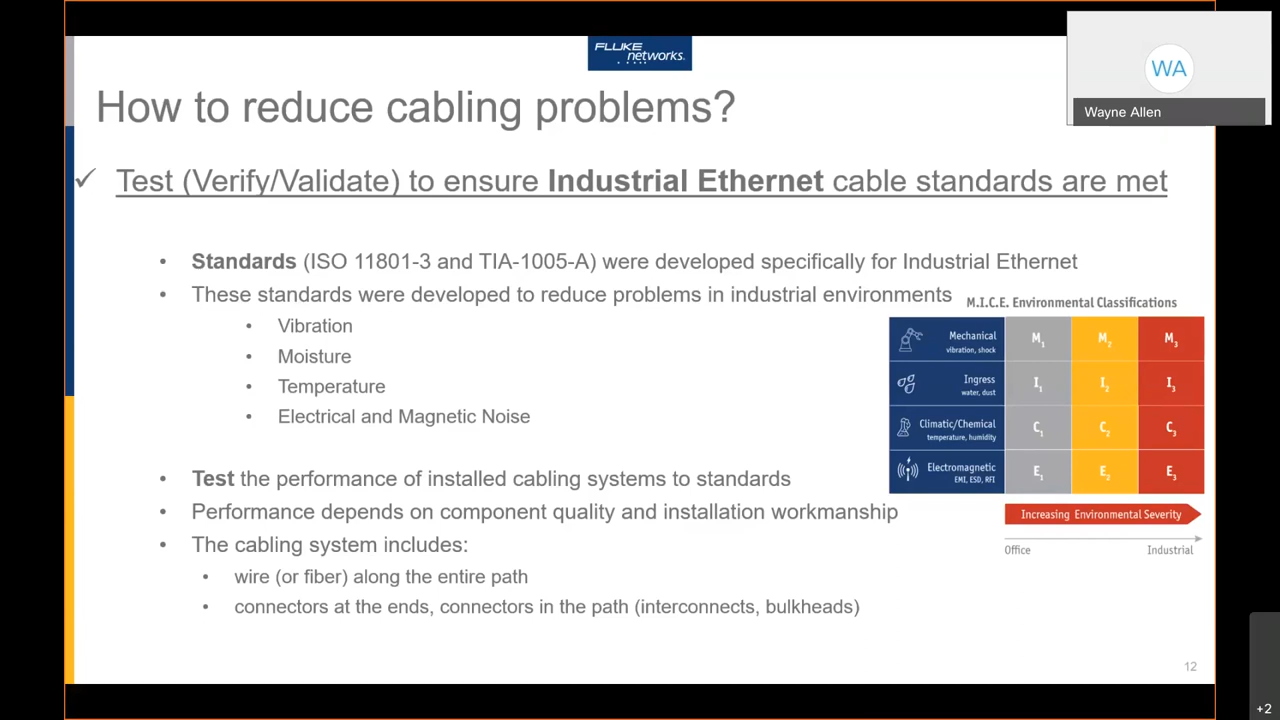 FLUKE
networks.
WA
Wayne Allen
How to reduce cabling problems?
✓ Test (Verify/Validate) to ensure Industrial Ethernet cable standards are met
• Standards (ISO 11801-3 and TIA-1005-A) were developed specifically for Industrial Ethernet
• These standards were developed to reduce problems in industrial environments
• Vibration
• Moisture
• Temperature
• Electrical and Magnetic Noise
M.I.C.E. Environmental Classifications
Mechanical
vibration, shock
M1 M2 M3
Ingress
water, dust
I1 I2 I3
Climatic/Chemical
temperature, humidity
C1 C2 C3
Electromagnetic
EMI, ESD, RFI
E1 E2 E3
Increasing Environmental Severity
Office Industrial
• Test the performance of installed cabling systems to standards
• Performance depends on component quality and installation workmanship
• The cabling system includes:
• wire (or fiber) along the entire path
• connectors at the ends, connectors in the path (interconnects, bulkheads)
12
+2